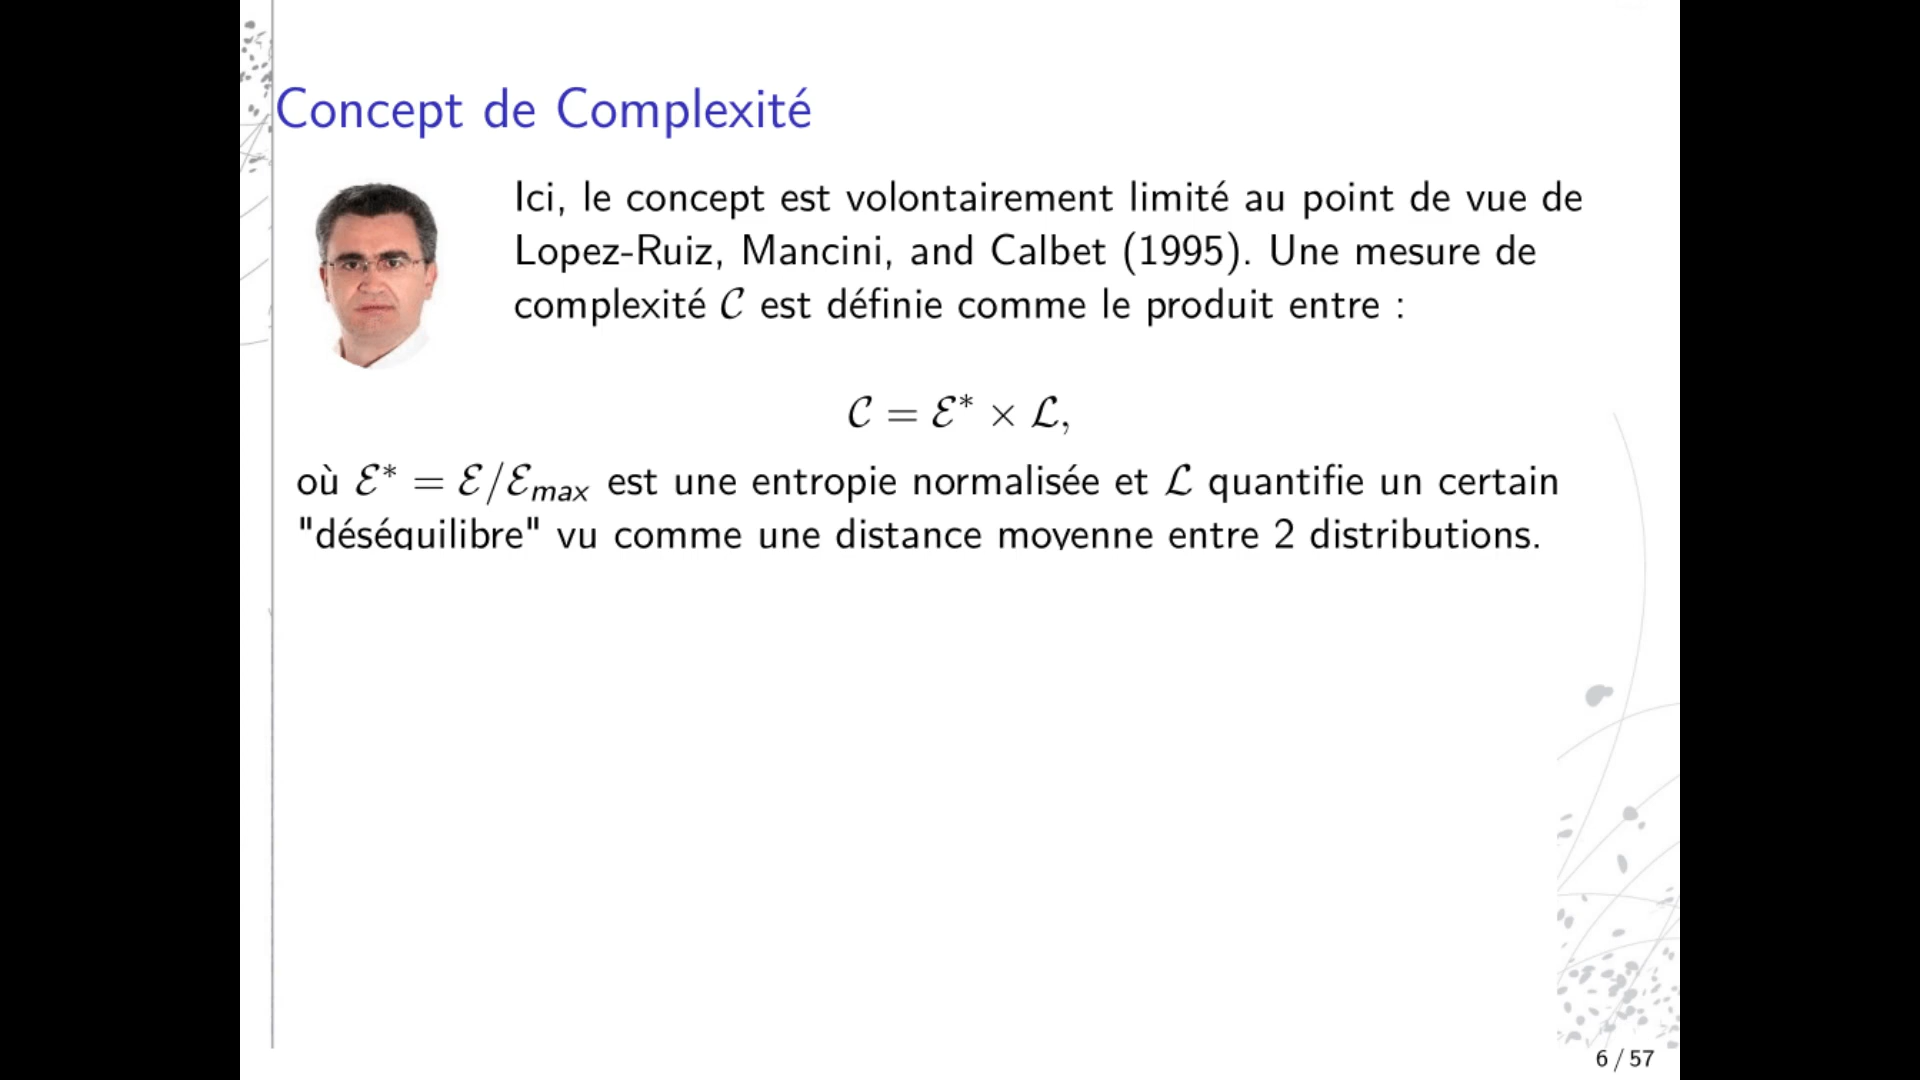 Concept de Complexité
Ici, le concept est volontairement limité au point de vue de
Lopez-Ruiz, Mancini, and Calbet (1995). Une mesure de
complexité 𝒞 est définie comme le produit entre :
𝒞 = ℰ* × ℒ,
où ℰ* = ℰ/ℰmax est une entropie normalisée et ℒ quantifie un certain
"déséquilibre" vu comme une distance moyenne entre 2 distributions.
6 / 57